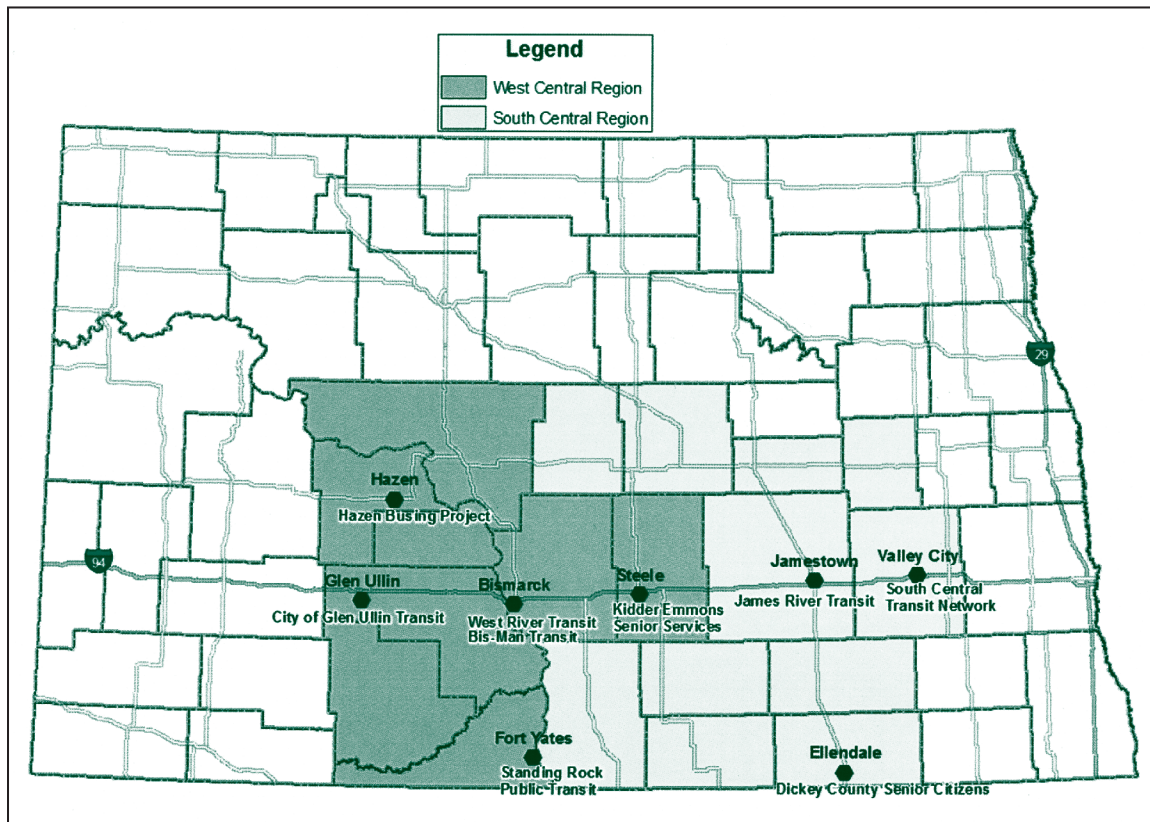 Legend
West Central Region
South Central Region
29
Hazen
Hazen Busing Project
94
Glen Ullin
City of Glen Ullin Transit
Bismarck
West River Transit
Bis-Man Transit
Steele
Kidder Emmons
Senior Services
Jamestown
James River Transit
Valley City
South Central
Transit Network
Fort Yates
Standing Rock
Public Transit
Ellendale
Dickey County Senior Citizens